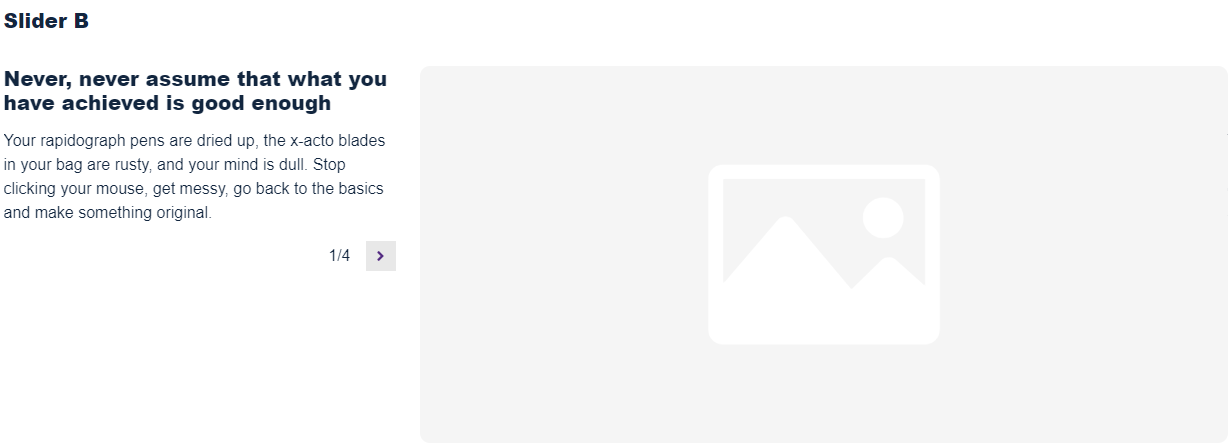 Slider B
Never, never assume that what you
have achieved is good enough
Your rapidograph pens are dried up, the x-acto blades
in your bag are rusty, and your mind is dull. Stop
clicking your mouse, get messy, go back to the basics
and make something original.
1/4